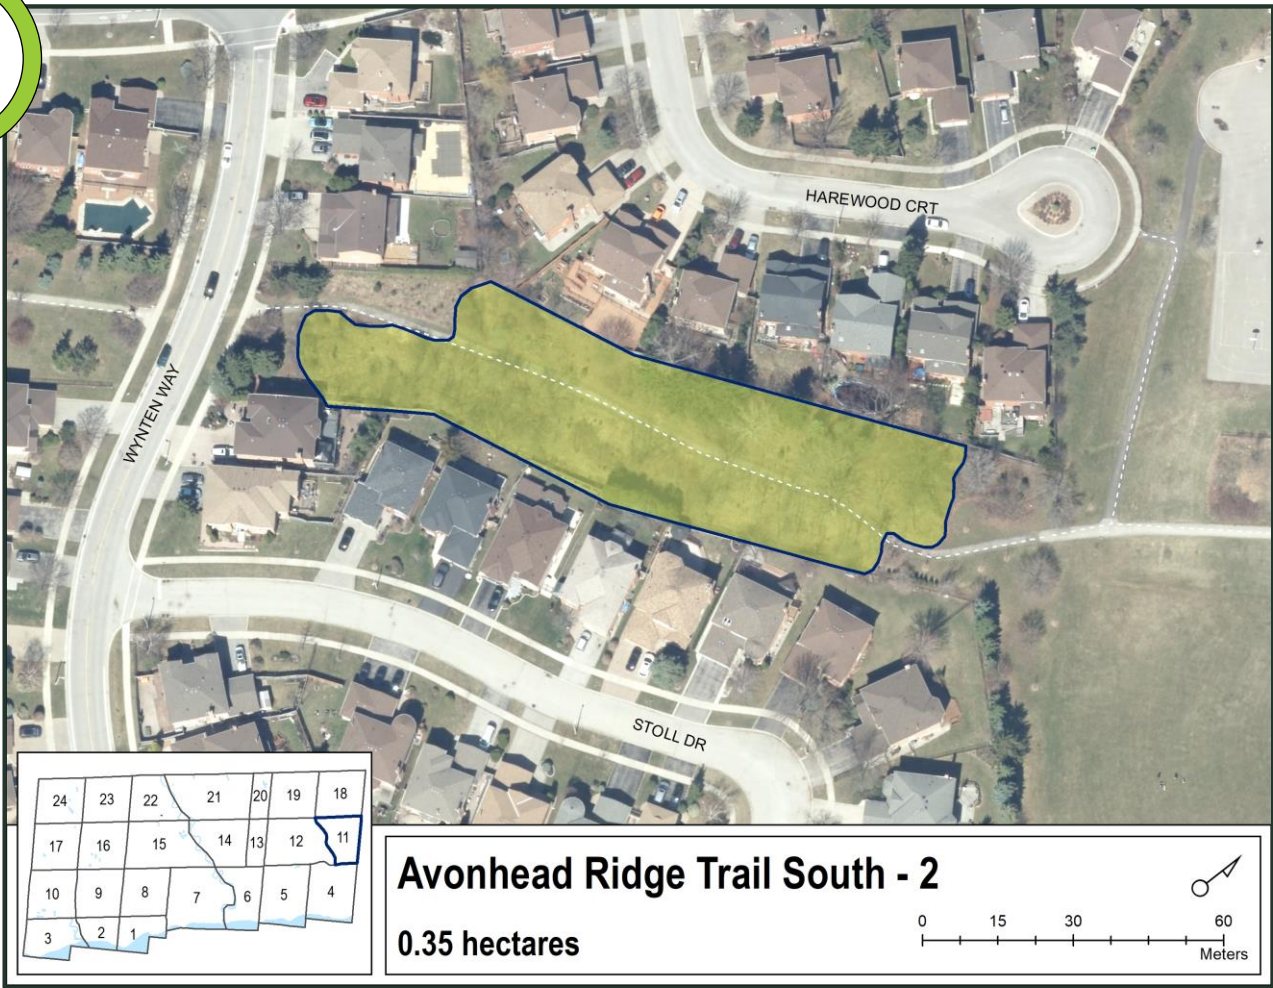 HAREWOOD CRT
WYNTEN WAY
STOLL DR
24 23 22 21 20 19 18
17 16 15 14 13 12 11
10 9 8 7 6 5 4
3 2 1
Avonhead Ridge Trail South - 2
0.35 hectares
0 15 30 60
Meters